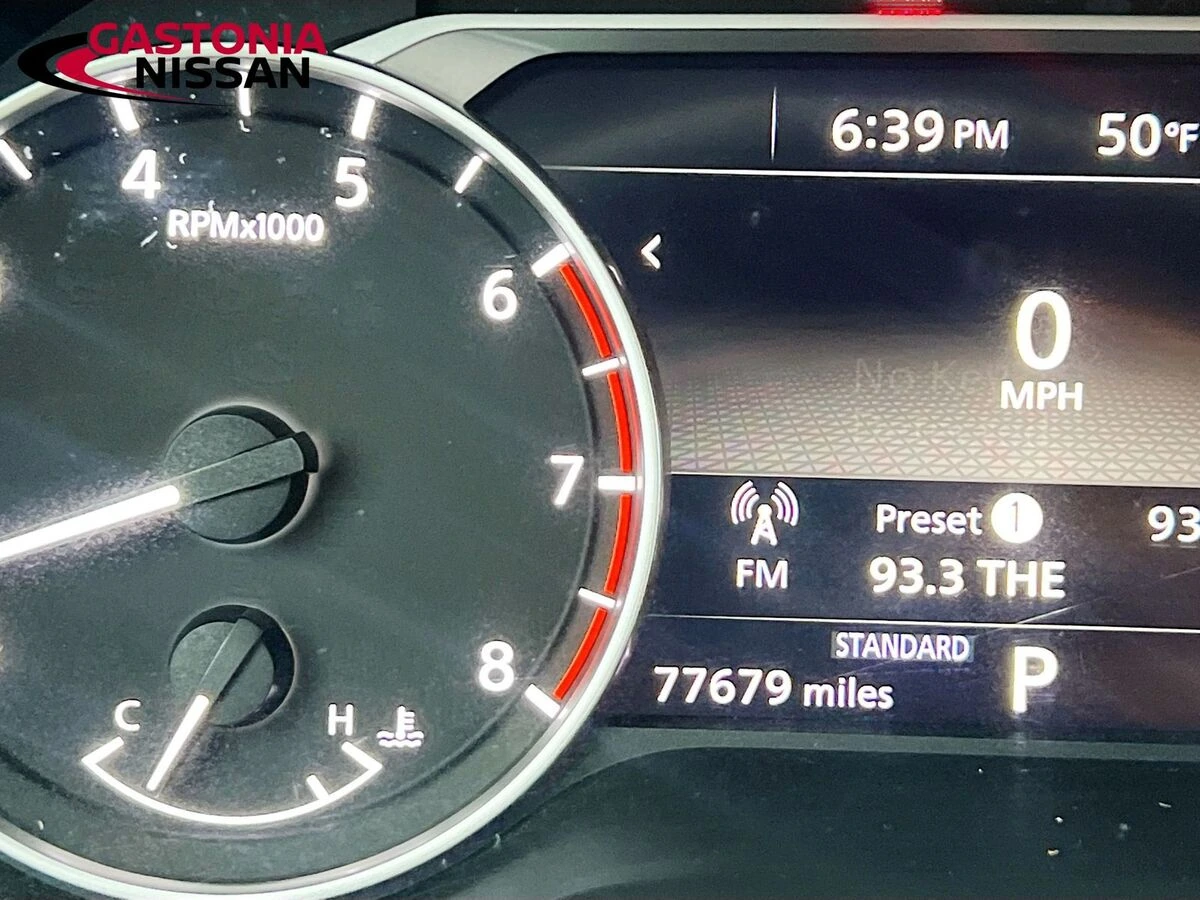 GASTONIA
NISSAN
4
5
RPMx1000
6
7
8
C
H
6:39 PM
50°F
<
0
MPH
FM
Preset 1
93
93.3 THE
STANDARD
77679 miles
P